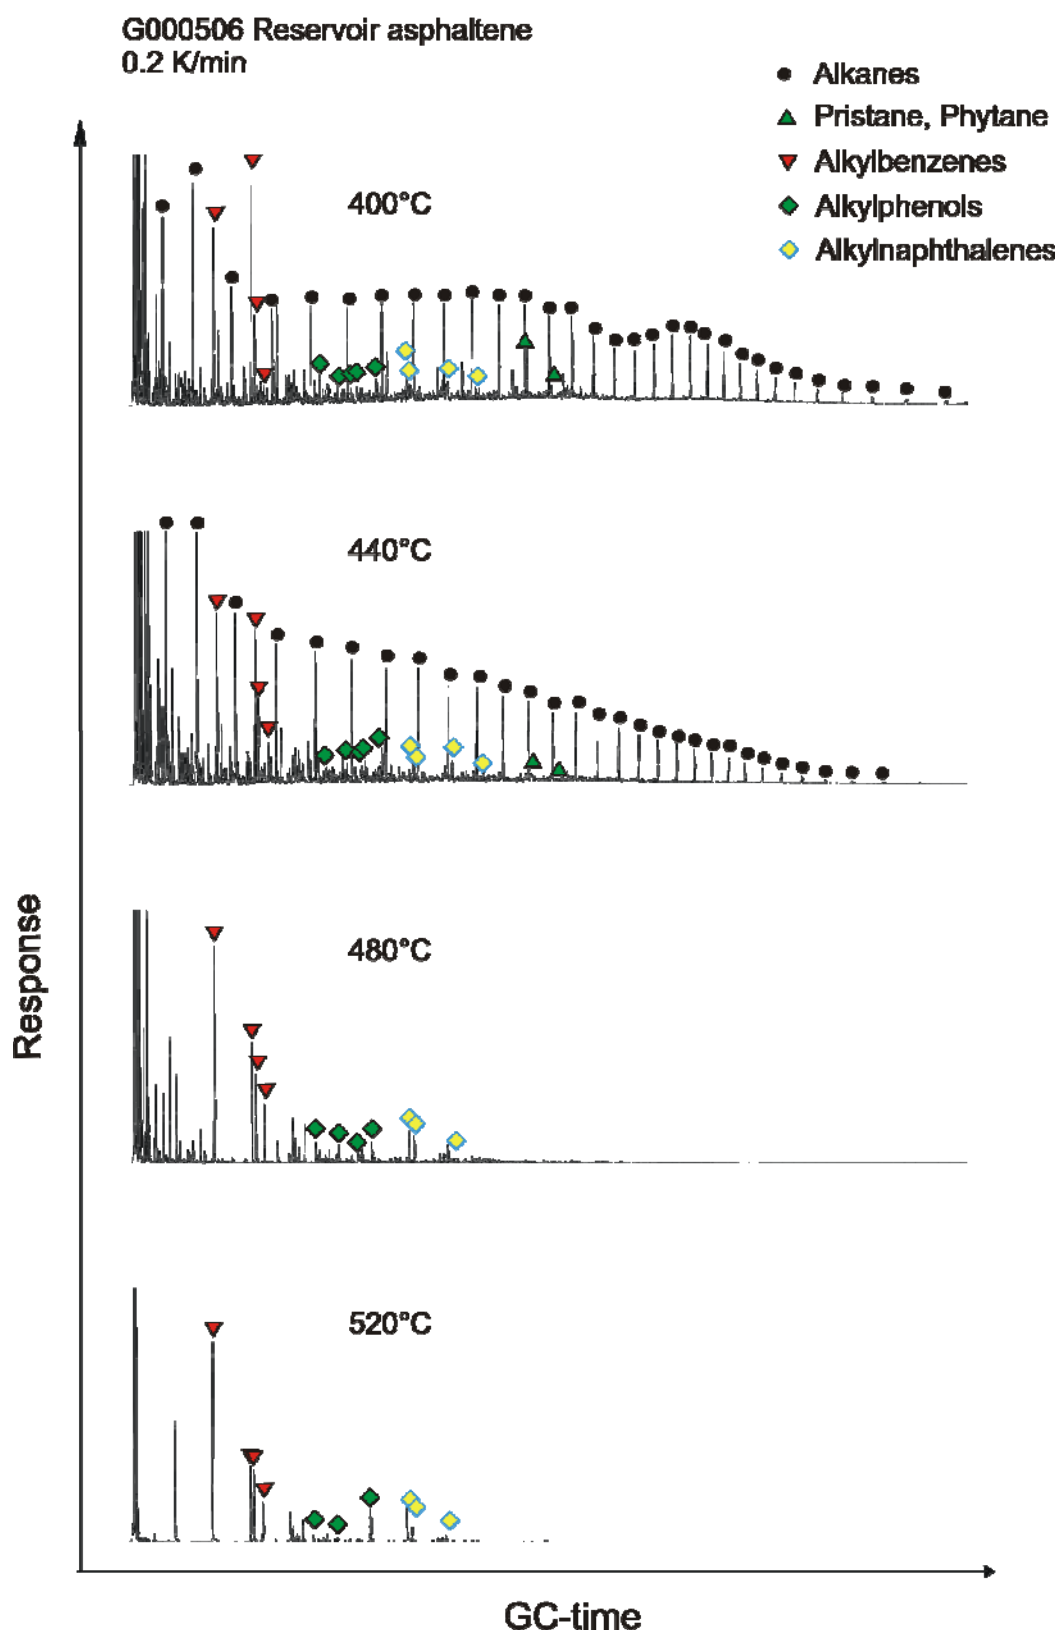 G000506 Reservoir asphaltene
0.2 K/min
Alkanes
Pristane, Phytane
Alkylbenzenes
Alkylphenols
Alkylnaphthalenes
400°C
440°C
480°C
520°C
Response
GC-time